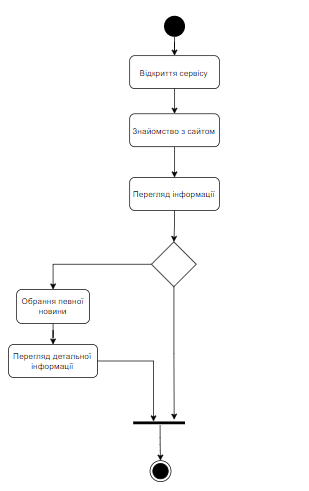 Відкриття сервісу
Знайомство з сайтом
Перегляд інформації
Обрання певної
новини
Перегляд детальної
інформації